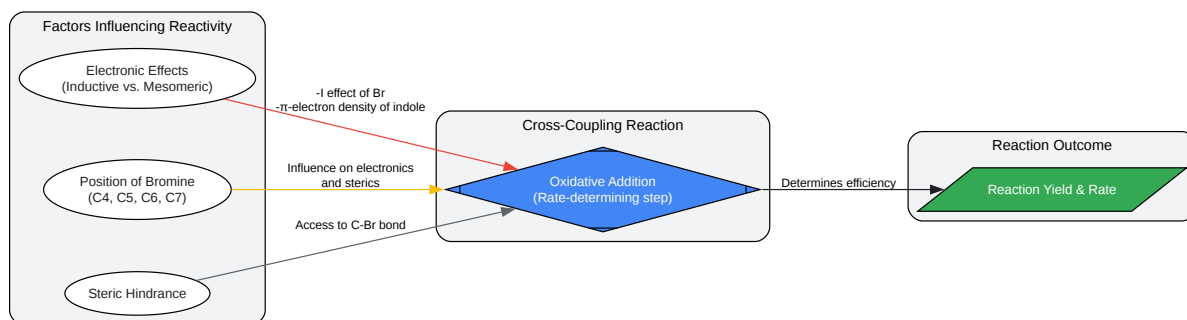 Factors Influencing Reactivity
Electronic Effects
(Inductive vs. Mesomeric)
Position of Bromine
(C4, C5, C6, C7)
Steric Hindrance
-I effect of Br
-π-electron density of indole
Influence on electronics
and sterics
Access to C-Br bond
Cross-Coupling Reaction
Oxidative Addition
(Rate-determining step)
Determines efficiency
Reaction Outcome
Reaction Yield & Rate